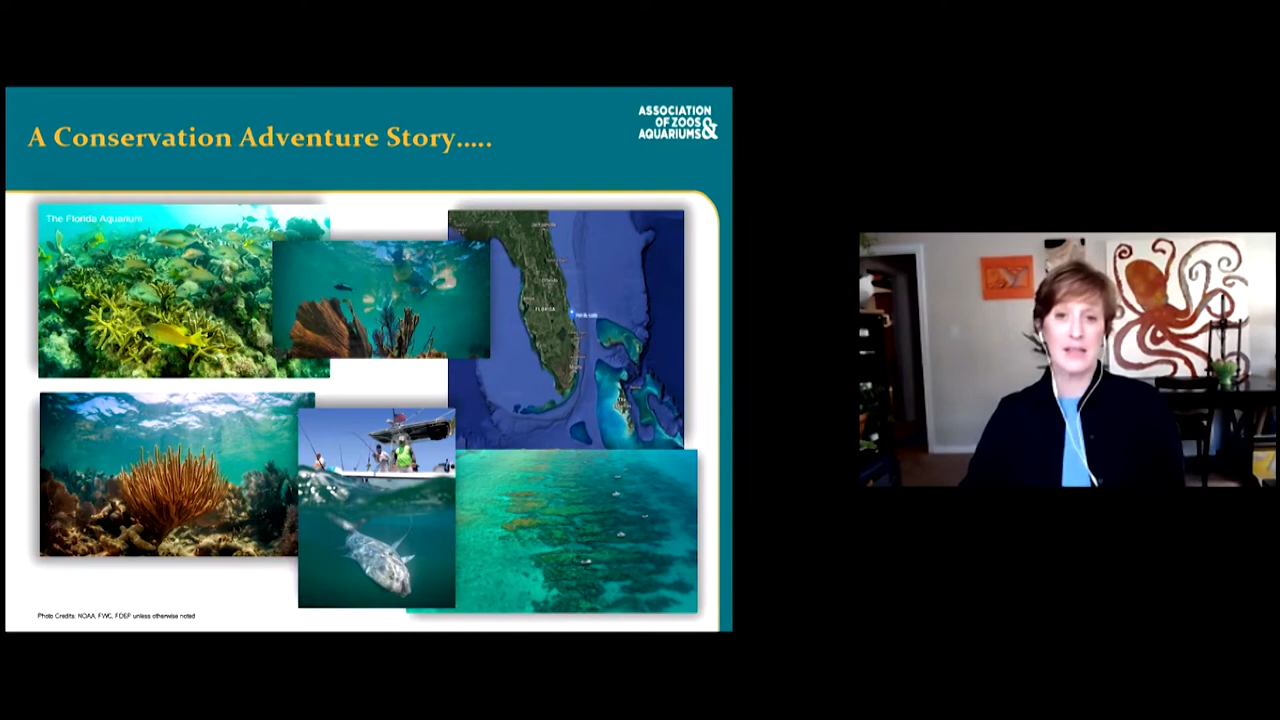 A Conservation Adventure Story.....
ASSOCIATION
OF ZOOS &
AQUARIUMS
The Florida Aquarium
FLORIDA
Photo Credits: NOAA, FWC, FDEP unless otherwise noted